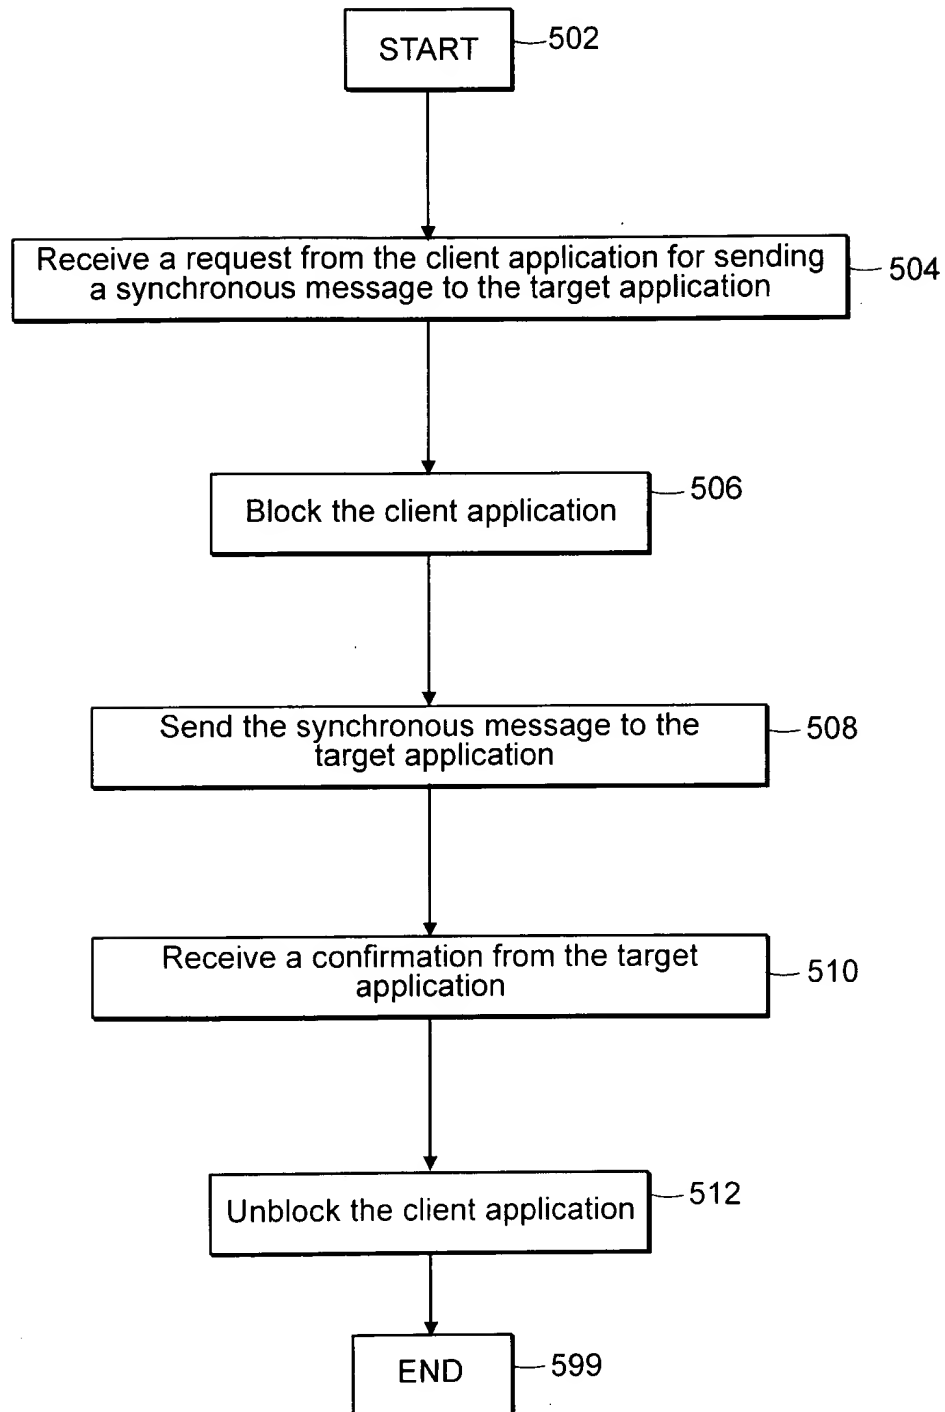 START
502
Receive a request from the client application for sending
a synchronous message to the target application
504
Block the client application
506
Send the synchronous message to the
target application
508
Receive a confirmation from the target
application
510
Unblock the client application
512
END
599